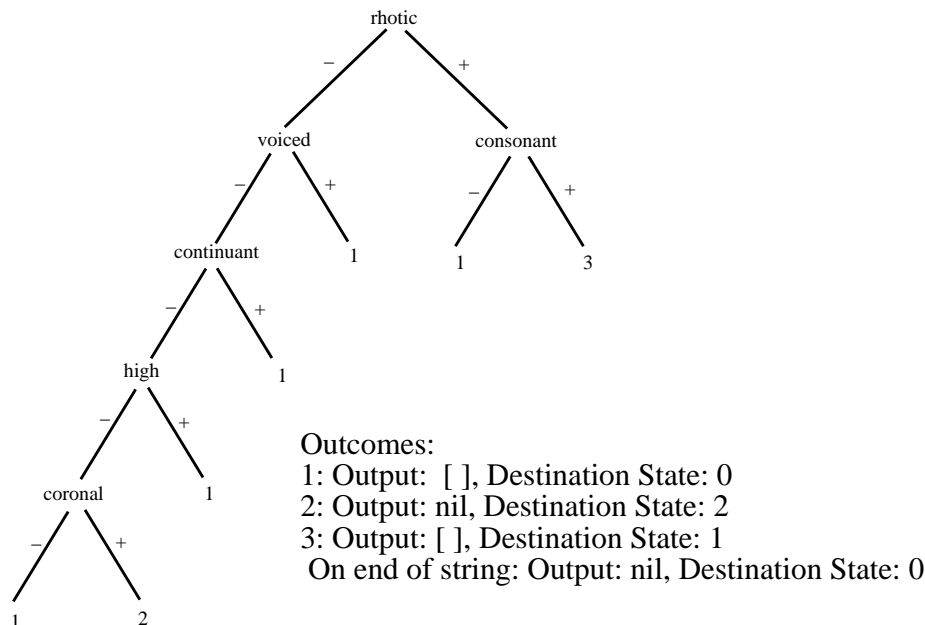 rhotic
− +
voiced consonant
− + − +
continuant 1 1 3
− +
high 1
− +
coronal 1
− +
1 2
Outcomes:
1: Output: [ ], Destination State: 0
2: Output: nil, Destination State: 2
3: Output: [ ], Destination State: 1
On end of string: Output: nil, Destination State: 0